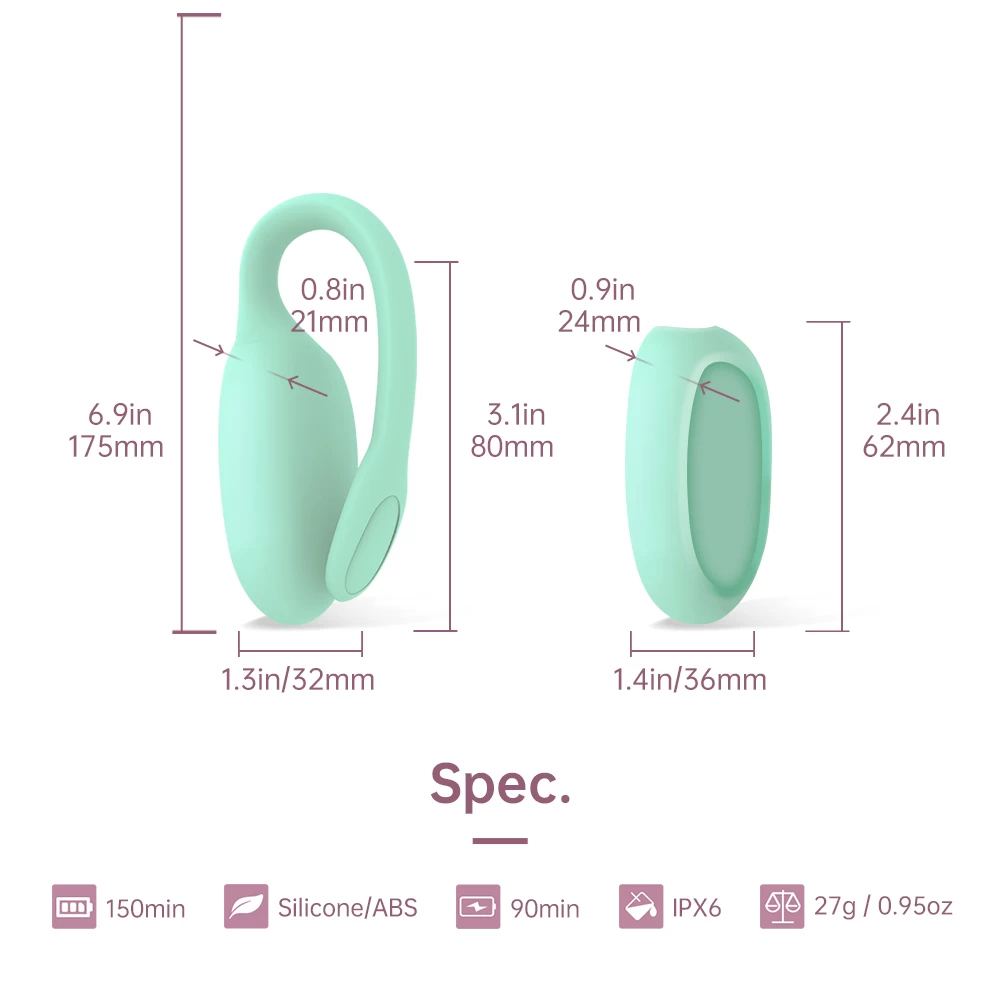 0.8in
21mm
0.9in
24mm
6.9in
175mm
3.1in
80mm
2.4in
62mm
1.3in/32mm
1.4in/36mm
Spec.
150min
Silicone/ABS
90min
IPX6
27g / 0.95oz